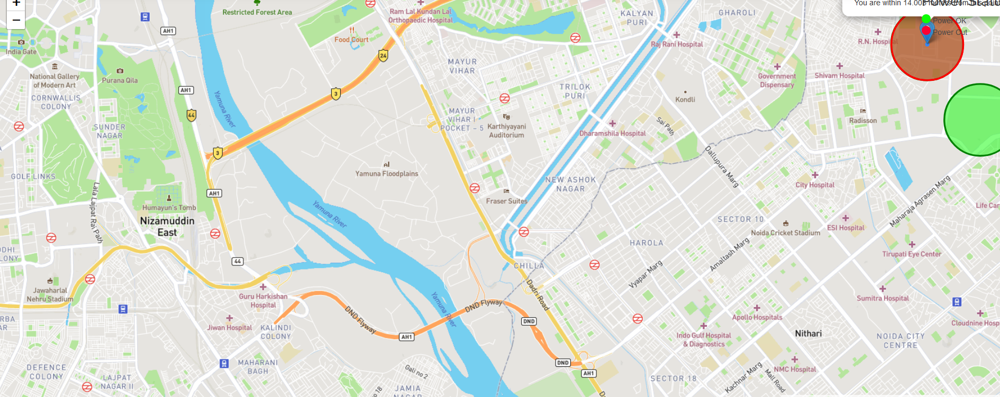 +
−
Restricted Forest Area
Ram Lal Kundan Lal
Orthopaedic Hospital
KALYAN
PURI
GHAROLI
You are within 14.003 meters from this point
Power OK
Power Cut
AH1
Food Court
India Gate
24
Raj Rani Hospital
R.N. Hospital
MAYUR
VIHAR
National Gallery
of Modern Art
Purana Qila
Government
Dispensary
Shivam Hospital
AH1
3
TRILOK
PURI
CORNWALLIS
COLONY
Kondli
44
Yamuna River
MAYUR
VIHAR I
POCKET – 5
Karthiyayani
Auditorium
Sai Path
Radisson
SUNDER
NAGAR
Dharamshila Hospital
3
Dallupura Marg
Yamuna Floodplains
GOLF LINKS
NEW ASHOK
NAGAR
City Hospital
Maharaja Agrasen Marg
Lala Lajpat Rai Path
AH1
Humayun's Tomb
Fraser Suites
Life Car
Yamuna River
Nizamuddin
East
SECTOR 10
Noida Cricket Stadium
ESI Hospital
HAROLA
Amaltash Marg
Tirupati Eye Center
DHI
LONY
44
CHILLA
Vyapar Marg
Jawaharlal
Nehru Stadium
Guru Harkishan
Hospital
Dadri Road
Sumitra Hospital
DND Flyway
DND Flyway
Yamuna River
Apollo Hospitals
Cloudnine Hosp
RBA
AR
Jiwan Hospital
KALINDI
COLONY
DND
AH1
Indo Gulf Hospital
& Diagnostics
Nithari
NOIDA CITY
CENTRE
DEFENCE
COLONY
MAHARANI
BAGH
DND
AH1
NMC Hospital
Gali no 2
LAJPAT
NAGAR II
SECTOR 18
Kachnar Marg
Mall Road
JAMIA
NAGAR
no 18